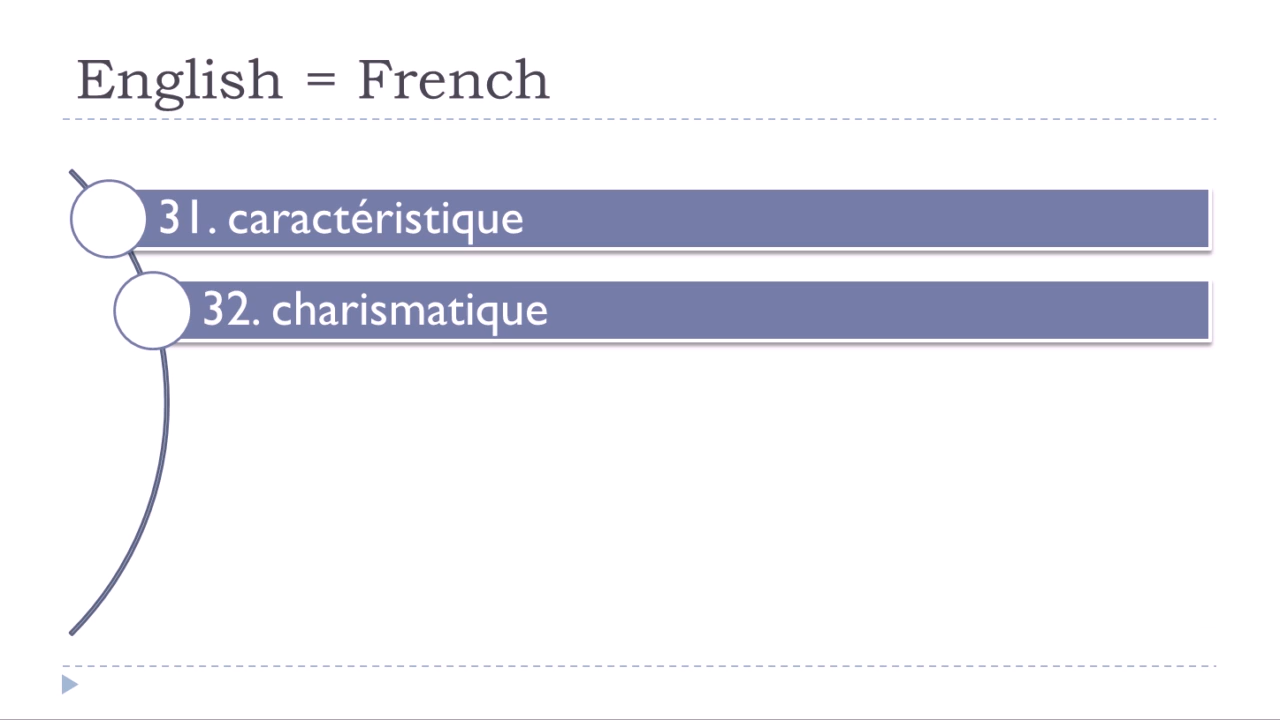 English = French
31. caractéristique
32. charismatique